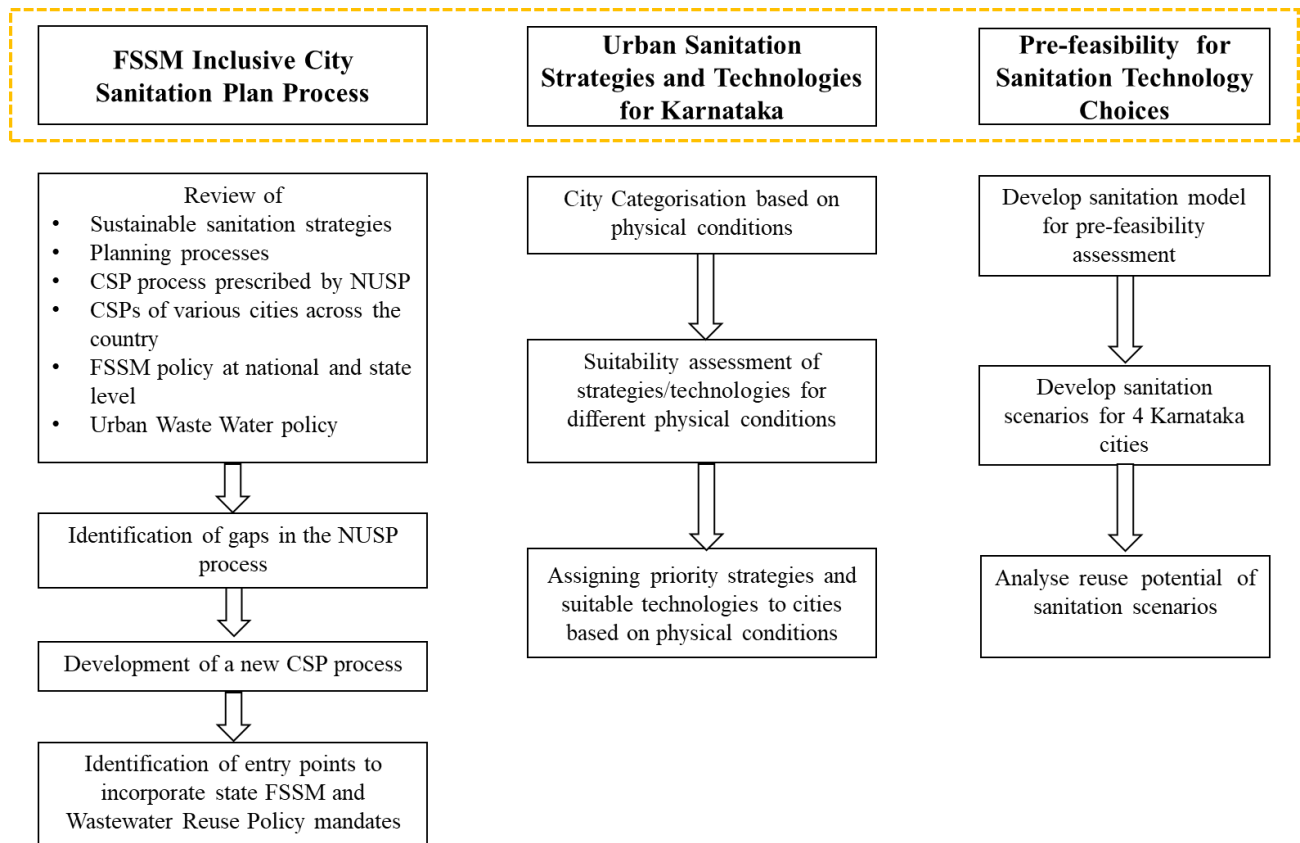 FSSM Inclusive City
Sanitation Plan Process
Urban Sanitation
Strategies and Technologies
for Karnataka
Pre-feasibility for
Sanitation Technology
Choices
Review of
• Sustainable sanitation strategies
• Planning processes
• CSP process prescribed by NUSP
• CSPs of various cities across the
country
• FSSM policy at national and state
level
• Urban Waste Water policy
Identification of gaps in the NUSP
process
Development of a new CSP process
Identification of entry points to
incorporate state FSSM and
Wastewater Reuse Policy mandates
City Categorisation based on
physical conditions
Suitability assessment of
strategies/technologies for
different physical conditions
Assigning priority strategies and
suitable technologies to cities
based on physical conditions
Develop sanitation model
for pre-feasibility
assessment
Develop sanitation
scenarios for 4 Karnataka
cities
Analyse reuse potential of
sanitation scenarios